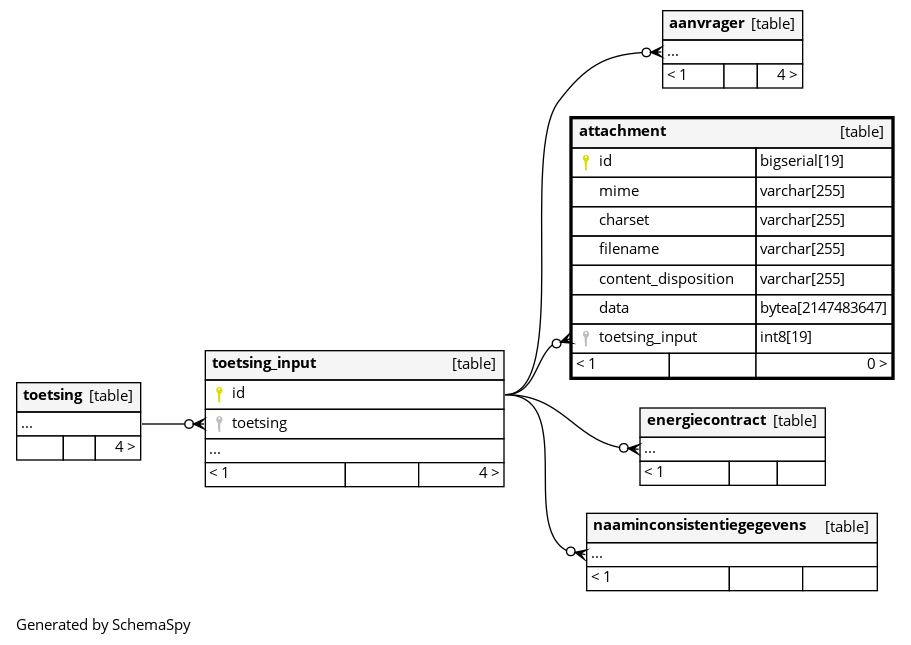 aanvrager [table]
...
< 1 4 >
attachment [table]
id bigserial[19]
mime varchar[255]
charset varchar[255]
filename varchar[255]
content_disposition varchar[255]
data bytea[2147483647]
toetsing_input int8[19]
< 1 0 >
toetsing_input [table]
id
toetsing
...
< 1 4 >
toetsing [table]
...
4 >
energiecontract [table]
...
< 1
naaminconsistentiegegevens [table]
...
< 1
Generated by SchemaSpy